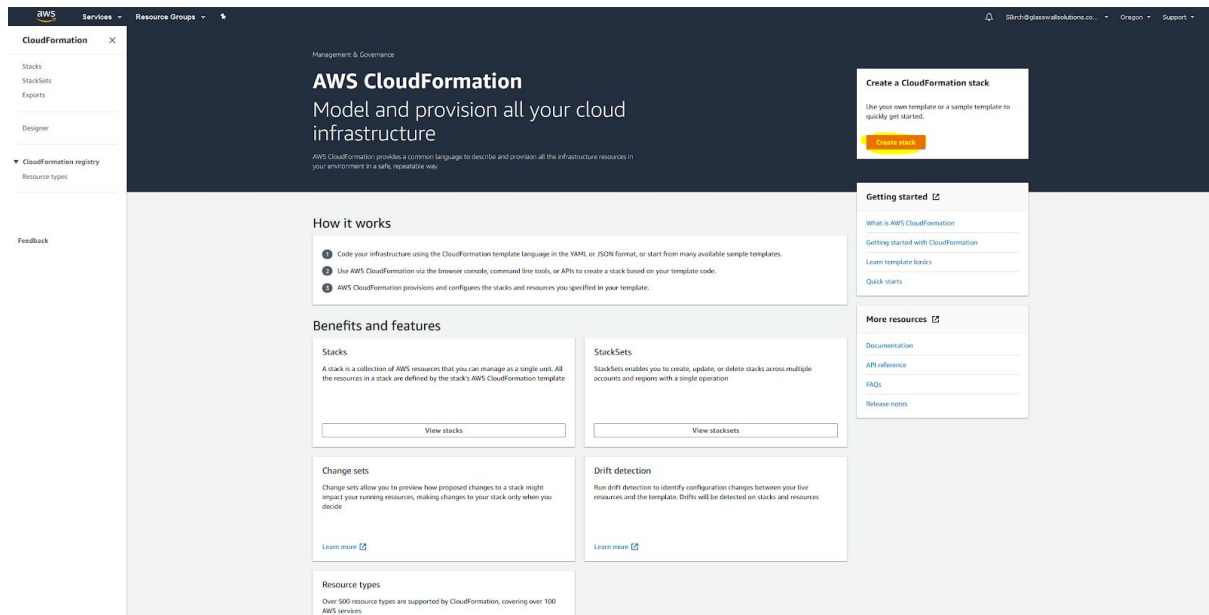 aws
Services
Resource Groups
SBirch@glasswallsolutions.co...
Oregon
Support
CloudFormation
Stacks
StackSets
Exports
Designer
CloudFormation registry
Resource types
Feedback
Management & Governance
AWS CloudFormation
Model and provision all your cloud
infrastructure
AWS CloudFormation provides a common language to describe and provision all the infrastructure resources in
your environment in a safe, repeatable way.
Create a CloudFormation stack
Use your own template or a sample template to
quickly get started.
Create stack
Getting started
What is AWS CloudFormation
Getting started with CloudFormation
Learn template basics
Quick starts
More resources
Documentation
API reference
FAQs
Release notes
How it works
1 Code your infrastructure using the CloudFormation template language in the YAML or JSON format, or start from many available sample templates.
2 Use AWS CloudFormation via the browser console, command line tools, or APIs to create a stack based on your template code.
3 AWS CloudFormation provisions and configures the stacks and resources you specified in your template.
Benefits and features
Stacks
A stack is a collection of AWS resources that you can manage as a single unit. All
the resources in a stack are defined by the stack's AWS CloudFormation template
View stacks
StackSets
StackSets enables you to create, update, or delete stacks across multiple
accounts and regions with a single operation
View stacksets
Change sets
Change sets allow you to preview how proposed changes to a stack might
impact your running resources, making changes to your stack only when you
decide
Learn more
Drift detection
Run drift detection to identify configuration changes between your live
resources and the template. Drifts will be detected on stacks and resources
Learn more
Resource types
Over 500 resource types are supported by CloudFormation, covering over 100
AWS services